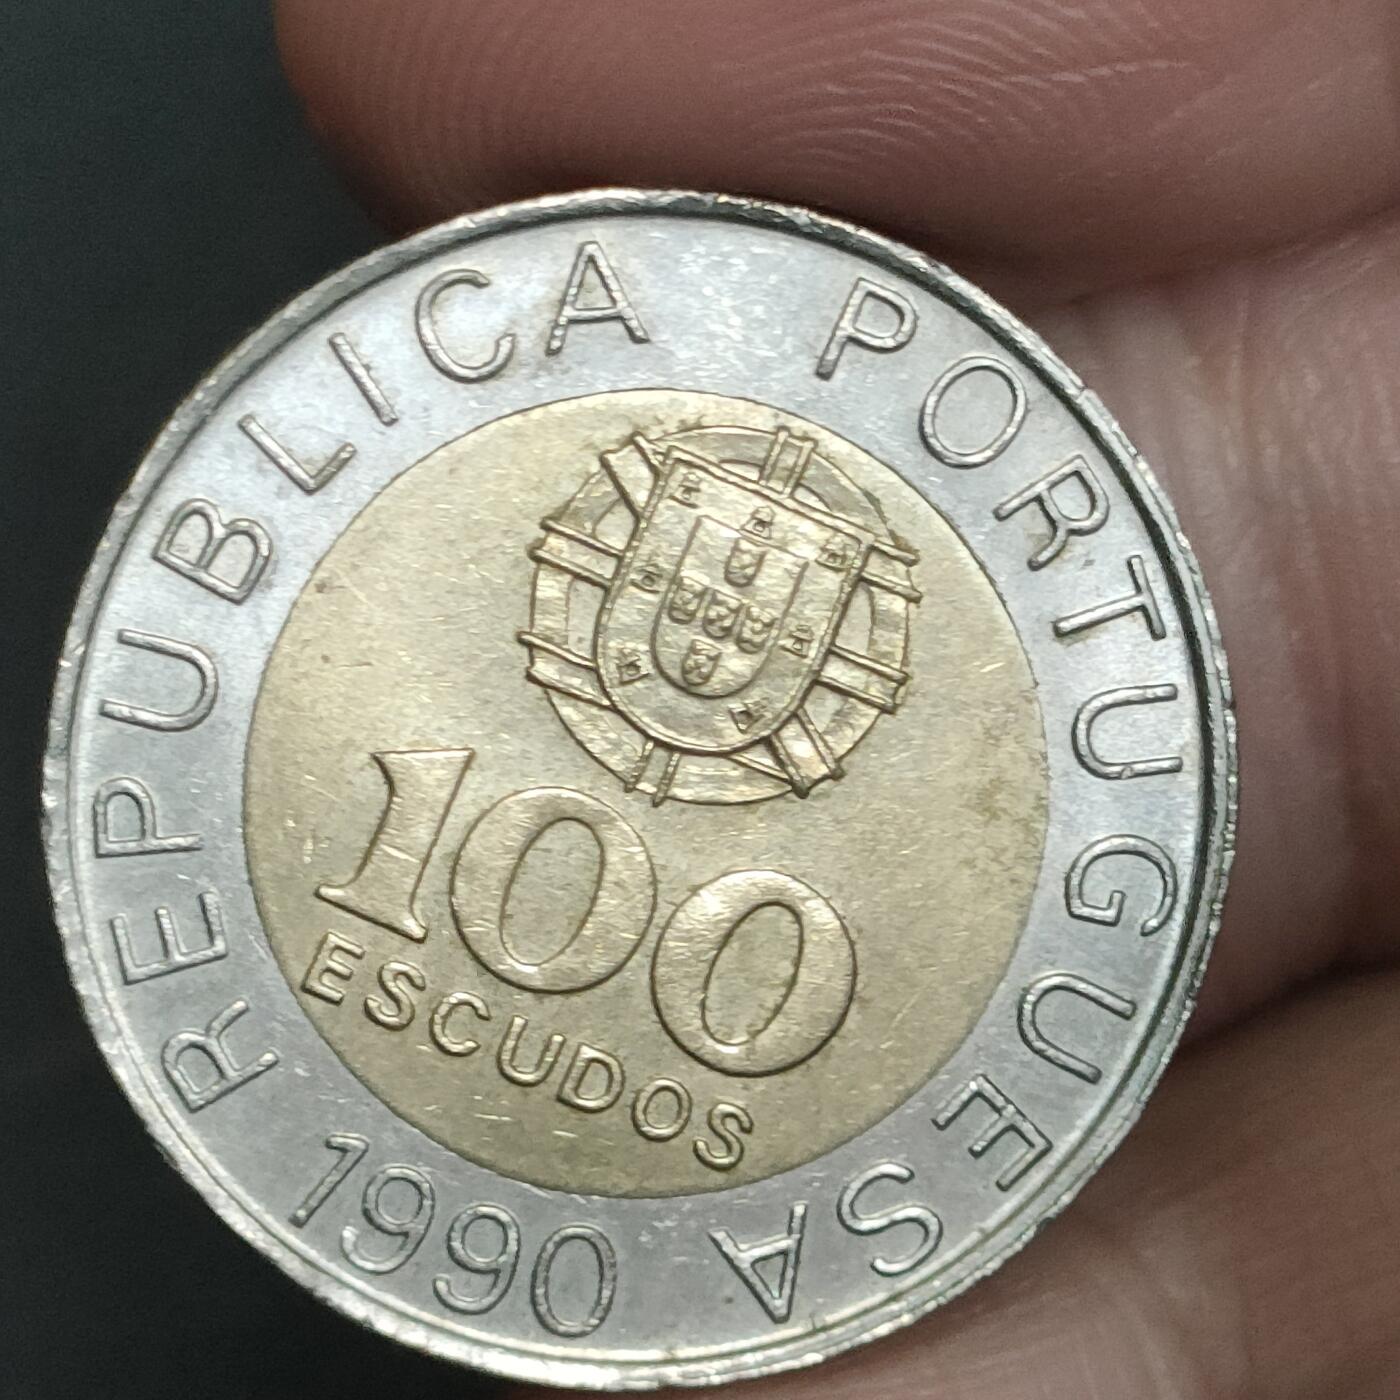 REPUBLICA PORTUGUESA
100
ESCUDOS
1990